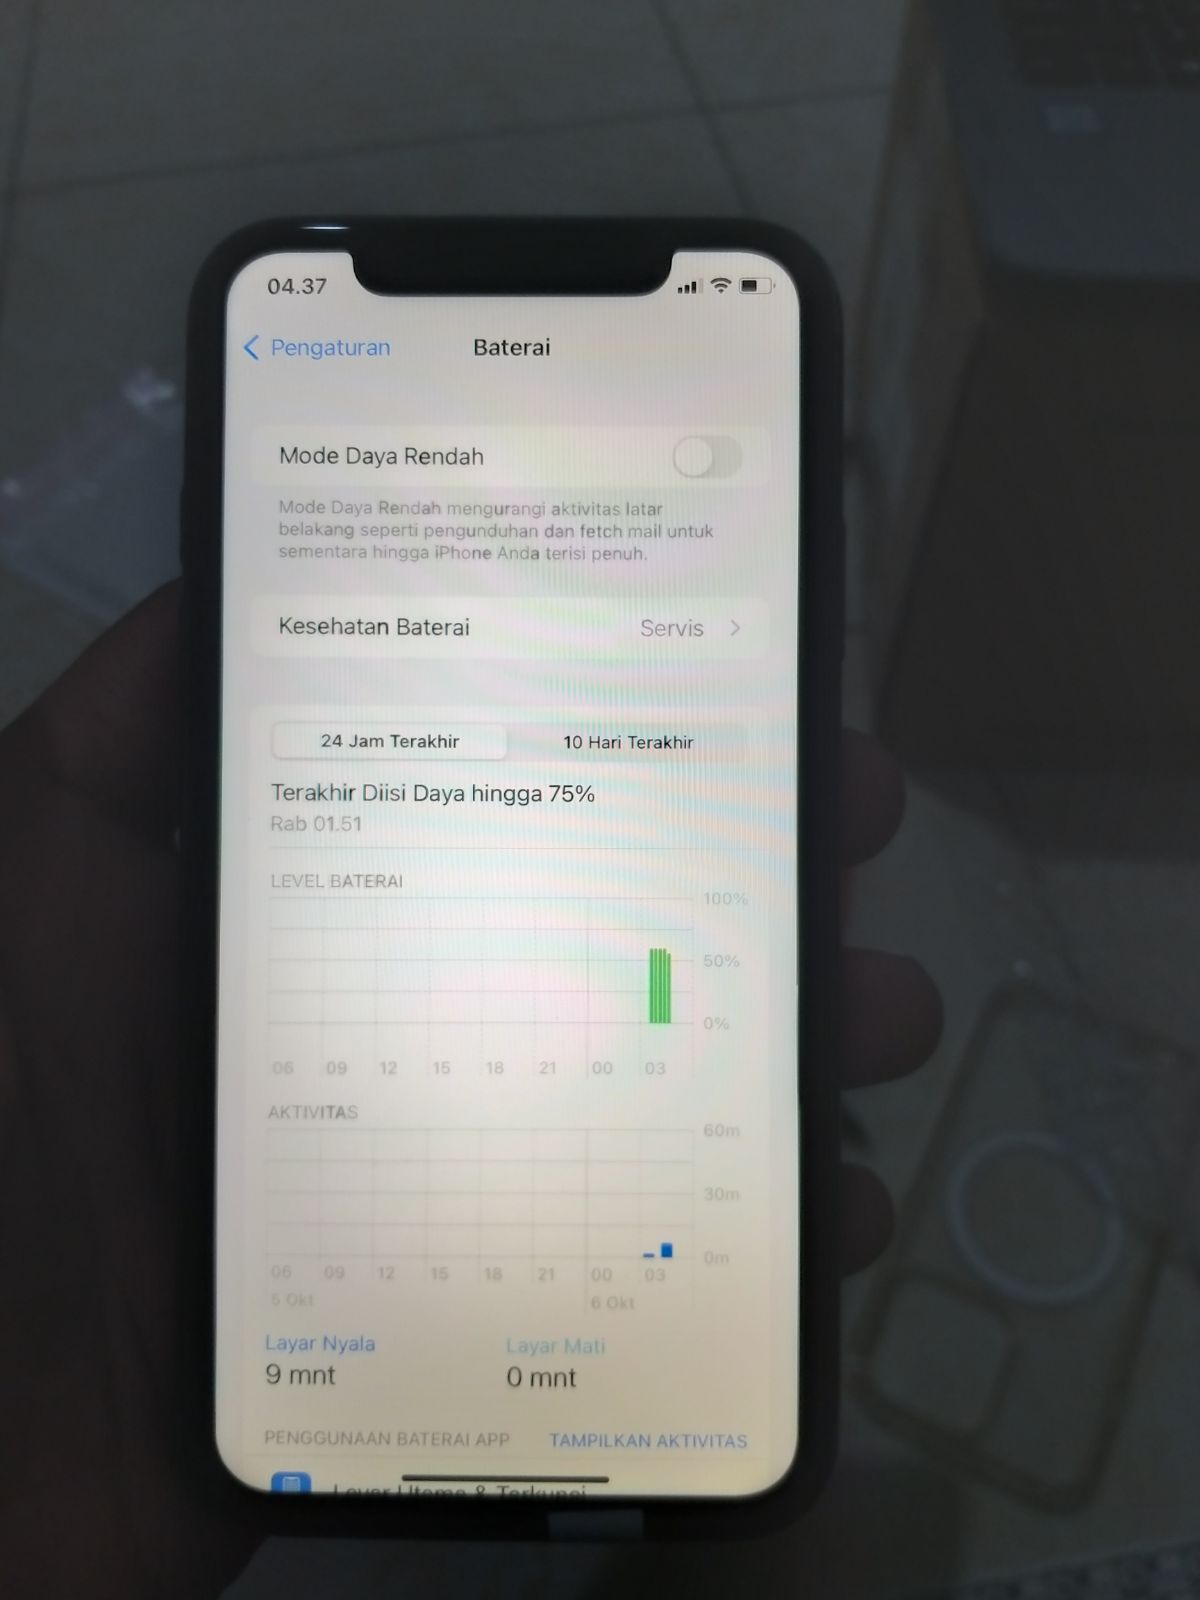 04.37
Pengaturan
Baterai
Mode Daya Rendah
Mode Daya Rendah mengurangi aktivitas latar
belakang seperti pengunduhan dan fetch mail untuk
sementara hingga iPhone Anda terisi penuh.
Kesehatan Baterai Servis
24 Jam Terakhir 10 Hari Terakhir
Terakhir Diisi Daya hingga 75%
Rab 01.51
LEVEL BATERAI
100%
50%
0%
06 09 12 15 18 21 00 03
AKTIVITAS
60m
30m
0m
06 09 12 15 18 21 00 03
5 Okt 6 Okt
Layar Nyala Layar Mati
9 mnt 0 mnt
PENGGUNAAN BATERAI APP TAMPILKAN AKTIVITAS
Layar Utama & Terkunci